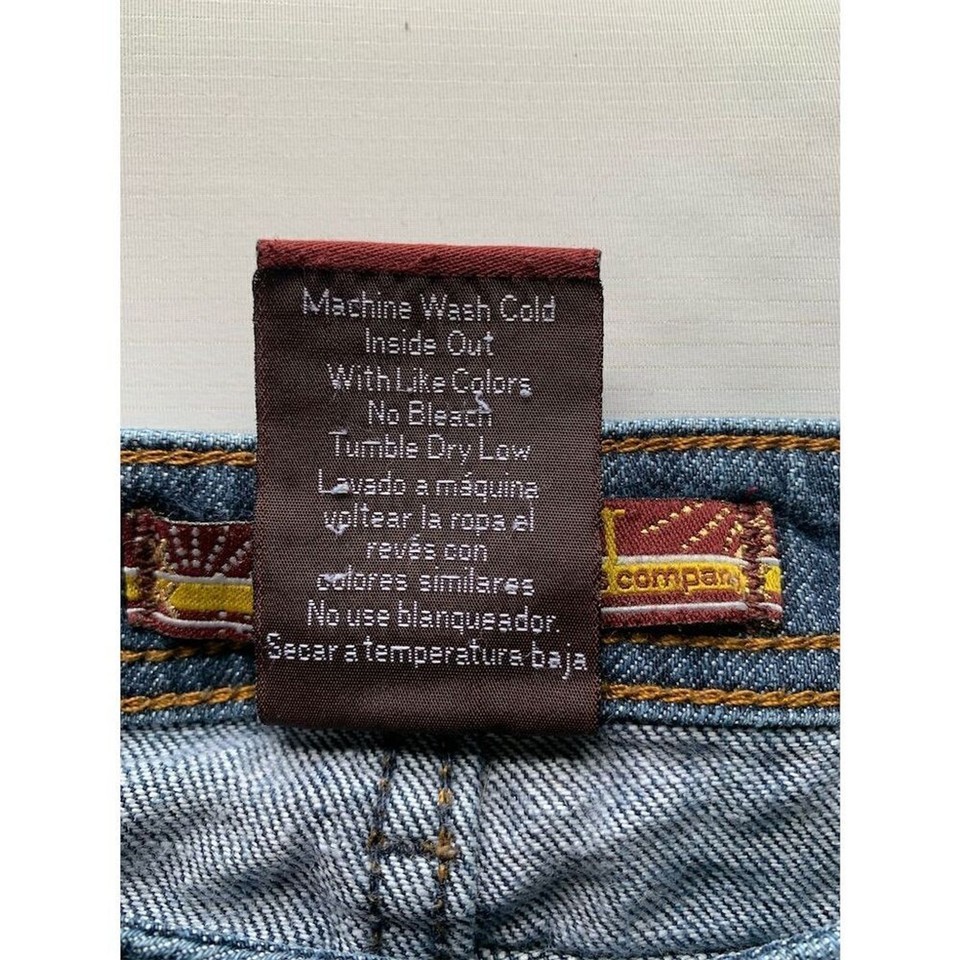 Machine Wash Cold
Inside Out
With Like Colors
No Bleach
Tumble Dry Low
Lavado a máquina
voltear la ropa al
revés con
colores similares
No use blanqueador.
Secar a temperatura baja
company